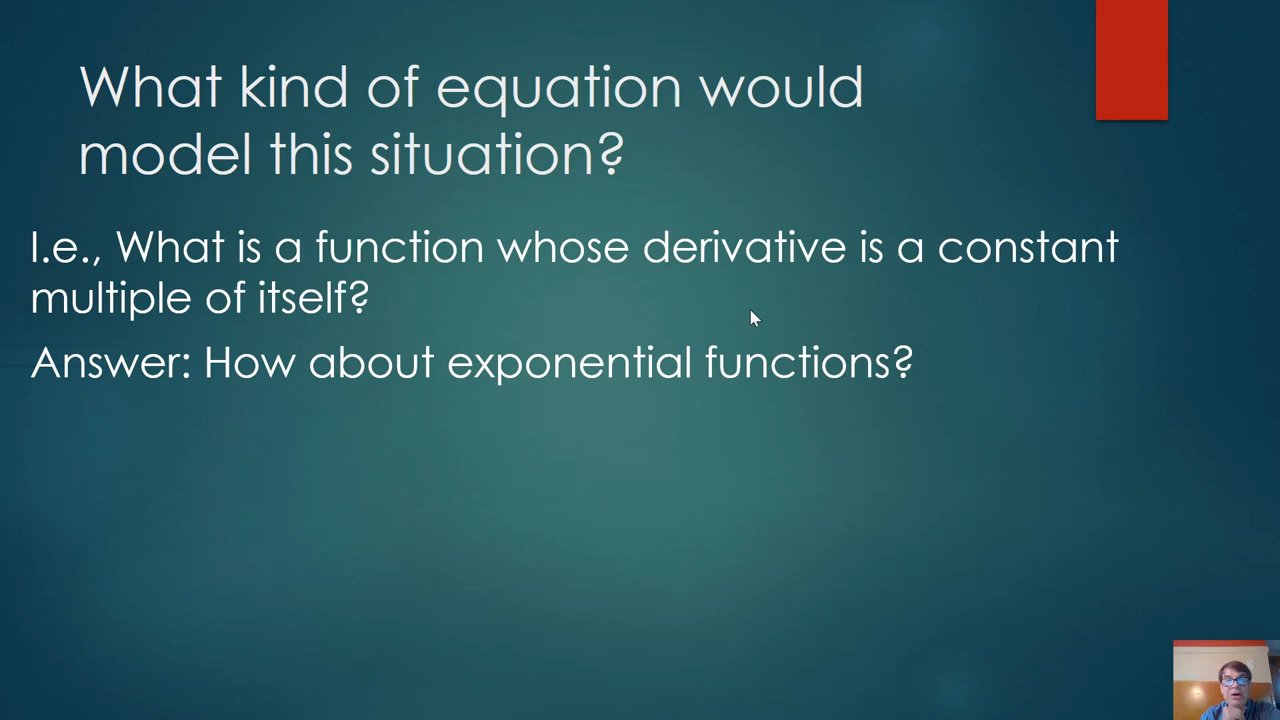 What kind of equation would
model this situation?
I.e., What is a function whose derivative is a constant
multiple of itself?
Answer: How about exponential functions?